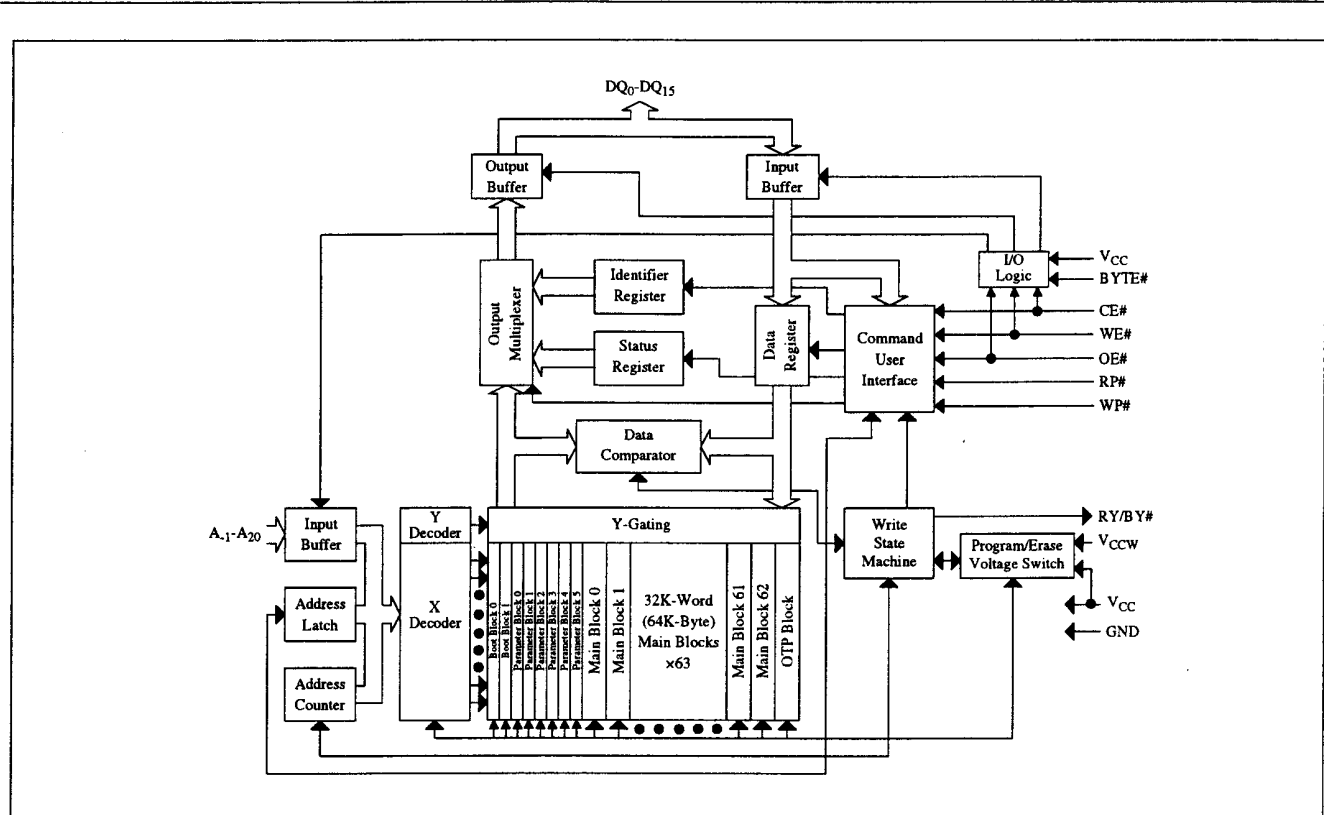 DQ0-DQ15
Output
Buffer
Input
Buffer
I/O
Logic
VCC
BYTE#
CE#
WE#
OE#
RP#
WP#
Output
Multiplexer
Identifier
Register
Status
Register
Data
Register
Command
User
Interface
Data
Comparator
A-1-A20
Input
Buffer
Address
Latch
Address
Counter
Y
Decoder
X
Decoder
Y-Gating
Boot Block 0
Boot Block 1
Parameter Block 0
Parameter Block 1
Parameter Block 2
Parameter Block 3
Parameter Block 4
Parameter Block 5
Main Block 0
Main Block 1
32K-Word
(64K-Byte)
Main Blocks
×63
Main Block 61
Main Block 62
OTP Block
Write
State
Machine
RY/BY#
Program/Erase
Voltage Switch
VCCW
VCC
GND